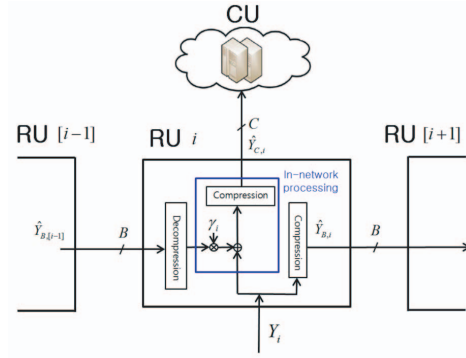 CU
C
Ŷ_{C,i}
RU [i−1]
RU i
RU [i+1]
In-network
processing
Compression
γ_i
Decompression
Compression
Ŷ_{B,[i−1]}
B
Ŷ_{B,i}
B
Y_i